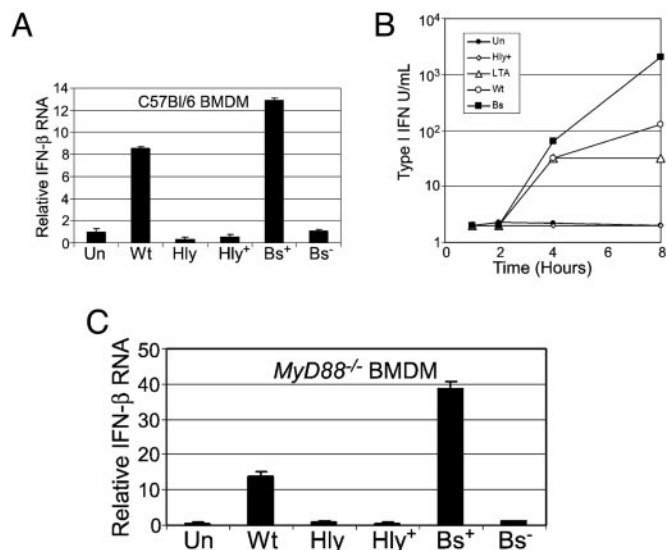 A
C57Bl/6 BMDM
Relative IFN-β RNA
14
12
10
8
6
4
2
0
Un Wt Hly Hly+ Bs+ Bs-
B
Un
Hly+
LTA
Wt
Bs
Type I IFN U/mL
10⁴
10³
10²
10
1
0 2 4 6 8
Time (Hours)
C
MyD88-/- BMDM
Relative IFN-β RNA
50
40
30
20
10
0
Un Wt Hly Hly+ Bs+ Bs-